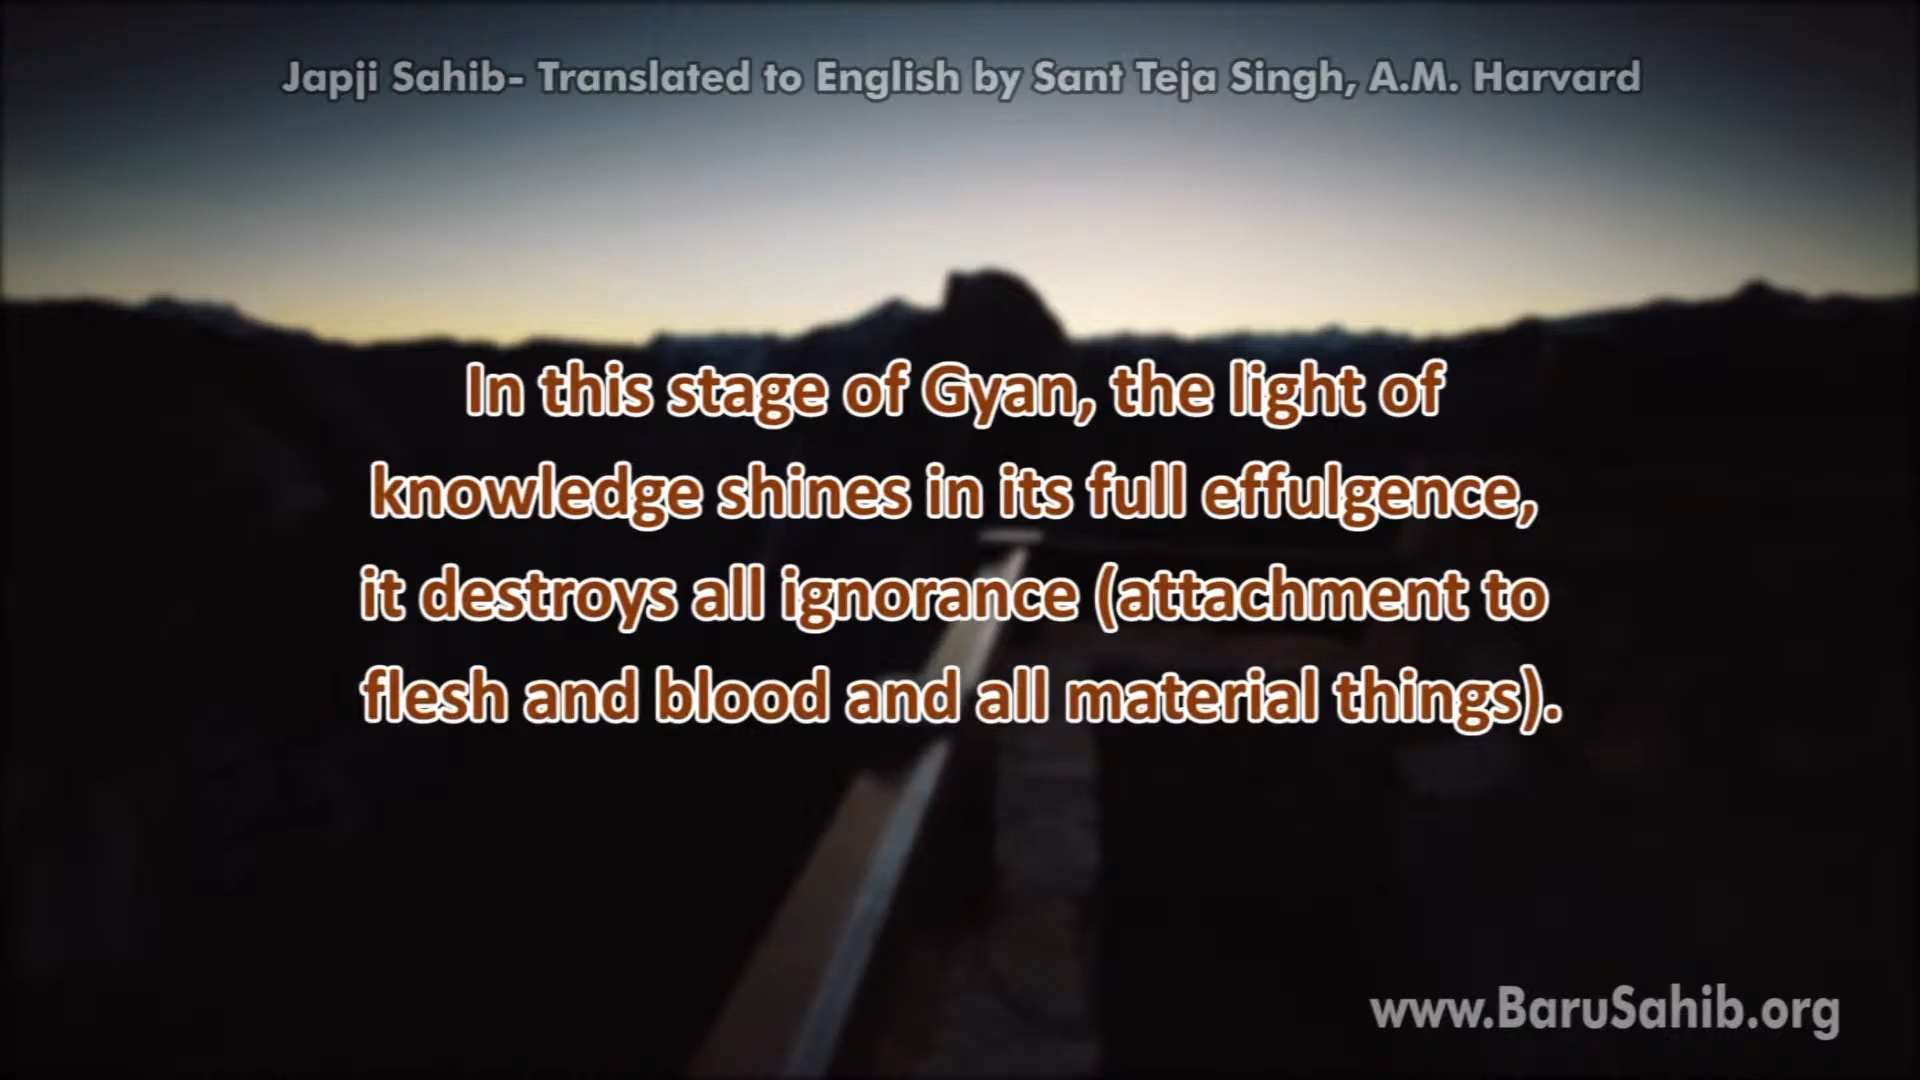 Japji Sahib- Translated to English by Sant Teja Singh, A.M. Harvard
In this stage of Gyan, the light of
knowledge shines in its full effulgence,
it destroys all ignorance (attachment to
flesh and blood and all material things).
www.BaruSahib.org